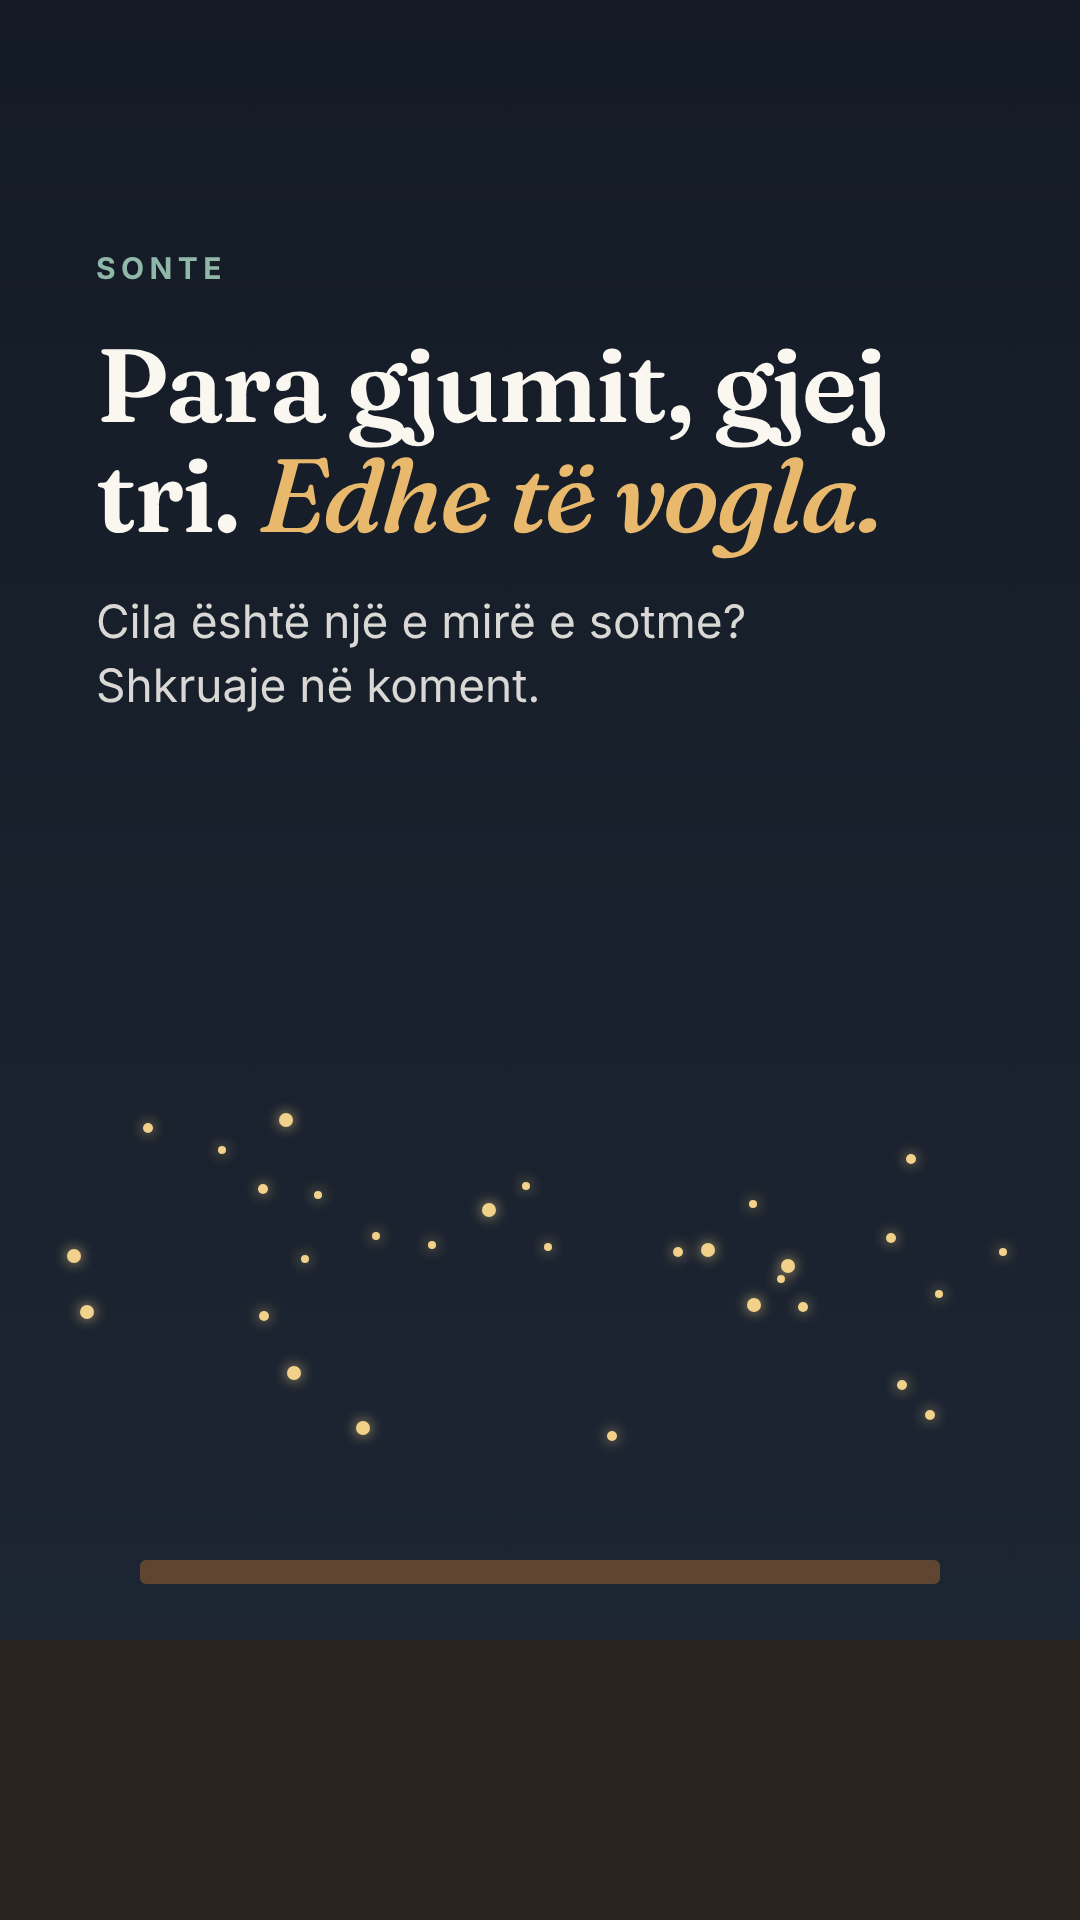 SONTE
Para gjumit, gjej
tri. Edhe të vogla.
Cila është një e mirë e sotme?
Shkruaje në koment.